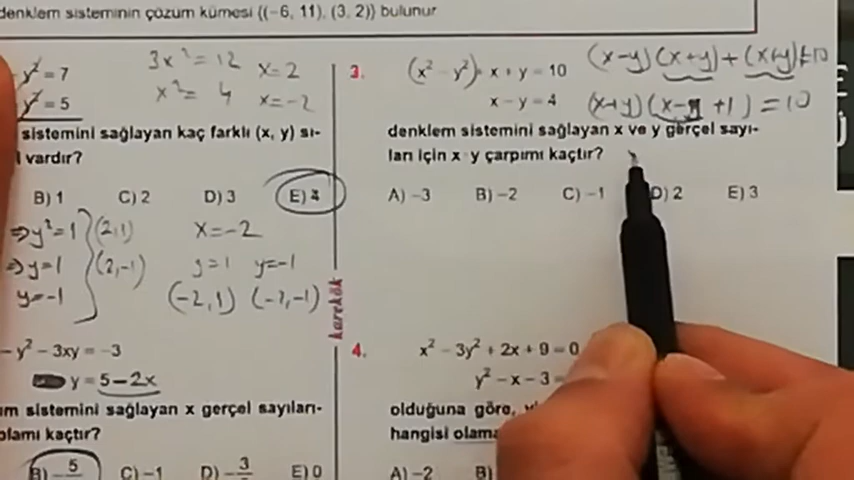 denklem sisteminin çözüm kümesi {(−6, 11), (3, 2)} bulunur
y² = 7
y² = 5
3x² = 12
x² = 4
x = 2
x = −2
sistemini sağlayan kaç farklı (x, y) sı-
vardır?
B) 1 C) 2 D) 3 E) 4
⇒ y² = 1
⇒ y = 1
y = −1
(2,1)
(2,−1)
x = −2
y = 1 y = −1
(−2,1) (−2,−1)
− y² − 3xy = −3
y = 5 − 2x
sistemini sağlayan x gerçel sayıları-
kaçtır?
B) − 5 C) −1 D) − 3 E) 0
karekök
3. (x² − y²) + x + y = 10
x − y = 4
(x−y)(x+y)+(x+y)=10
(x+y)(x−y+1)=10
denklem sistemini sağlayan x ve y gerçel sayı-
ları için x y çarpımı kaçtır?
A) −3 B) −2 C) −1 D) 2 E) 3
4. x² − 3y² + 2x + 9 = 0
y² − x − 3 =
olduğuna göre,
hangisi olama
A) −2 B)